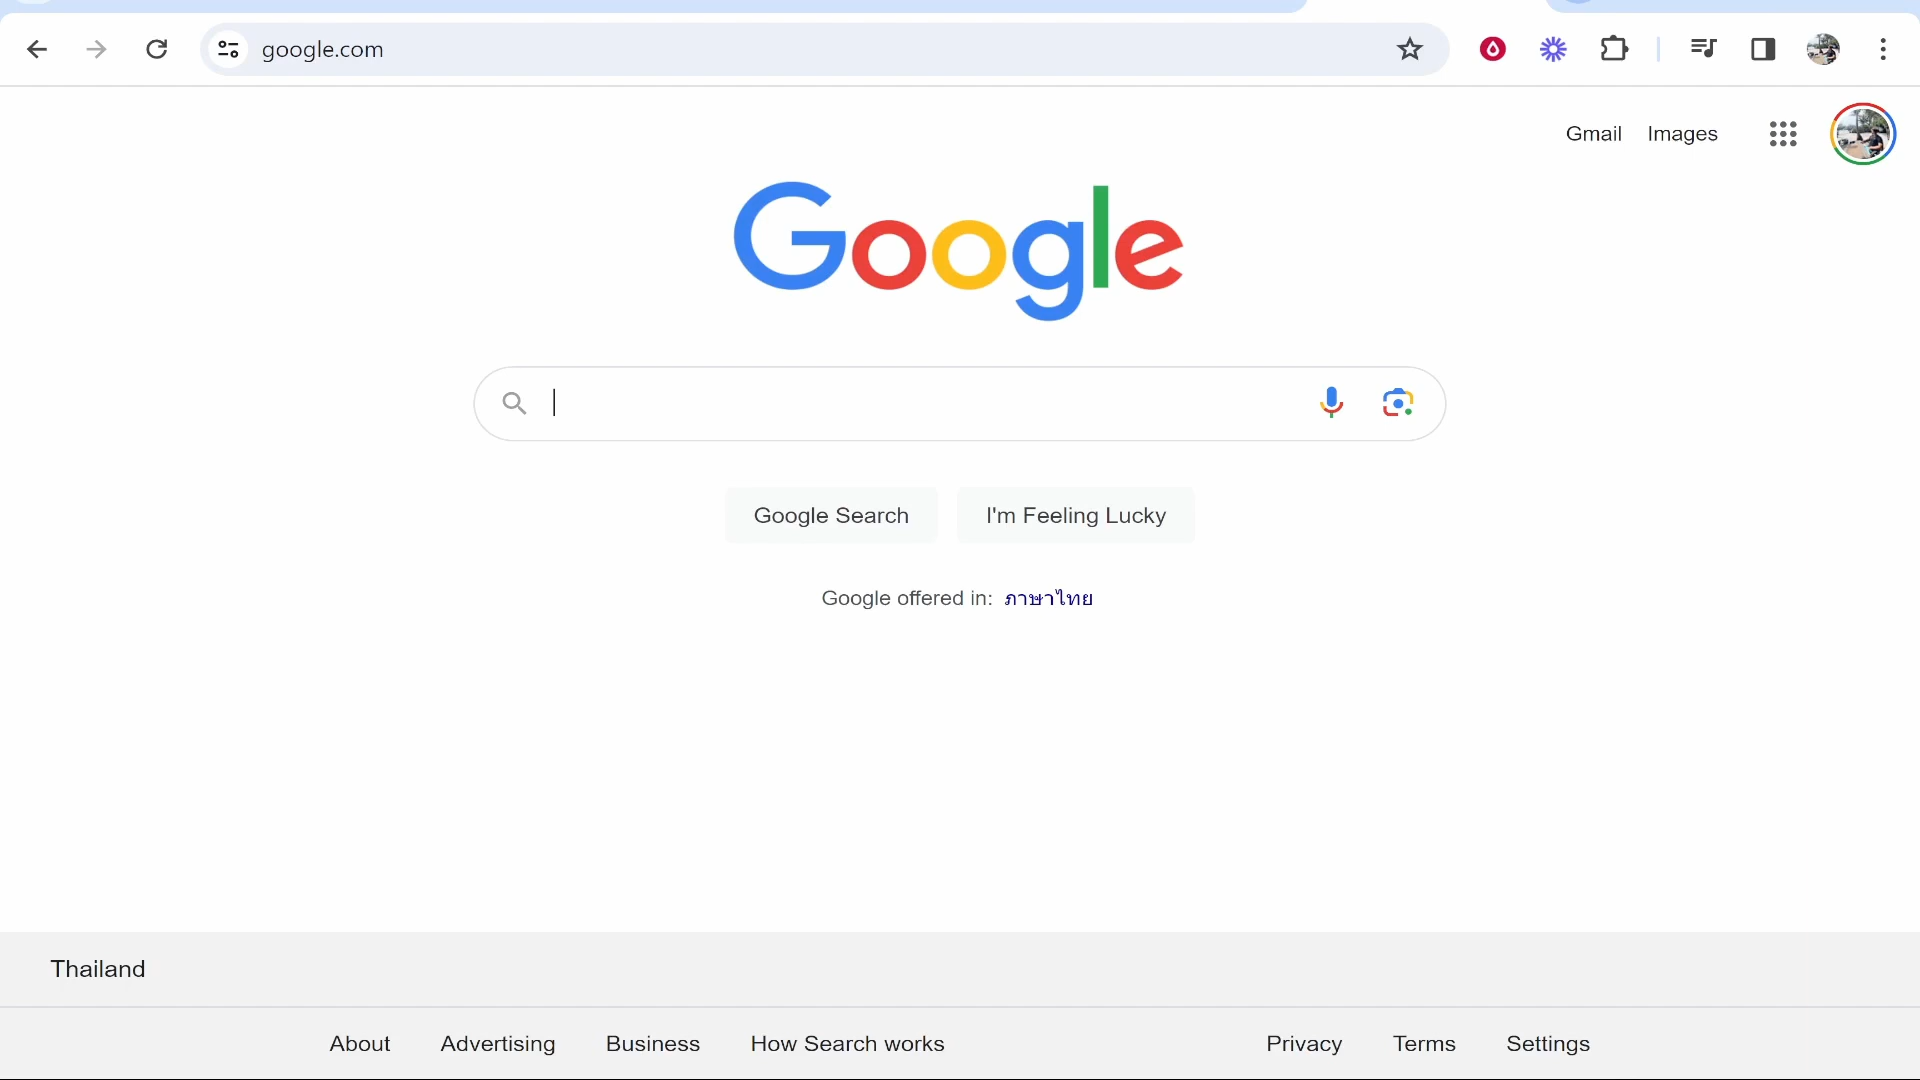 google.com
Gmail Images
Google
Google Search I'm Feeling Lucky
Google offered in: ภาษาไทย
Thailand
About Advertising Business How Search works Privacy Terms Settings